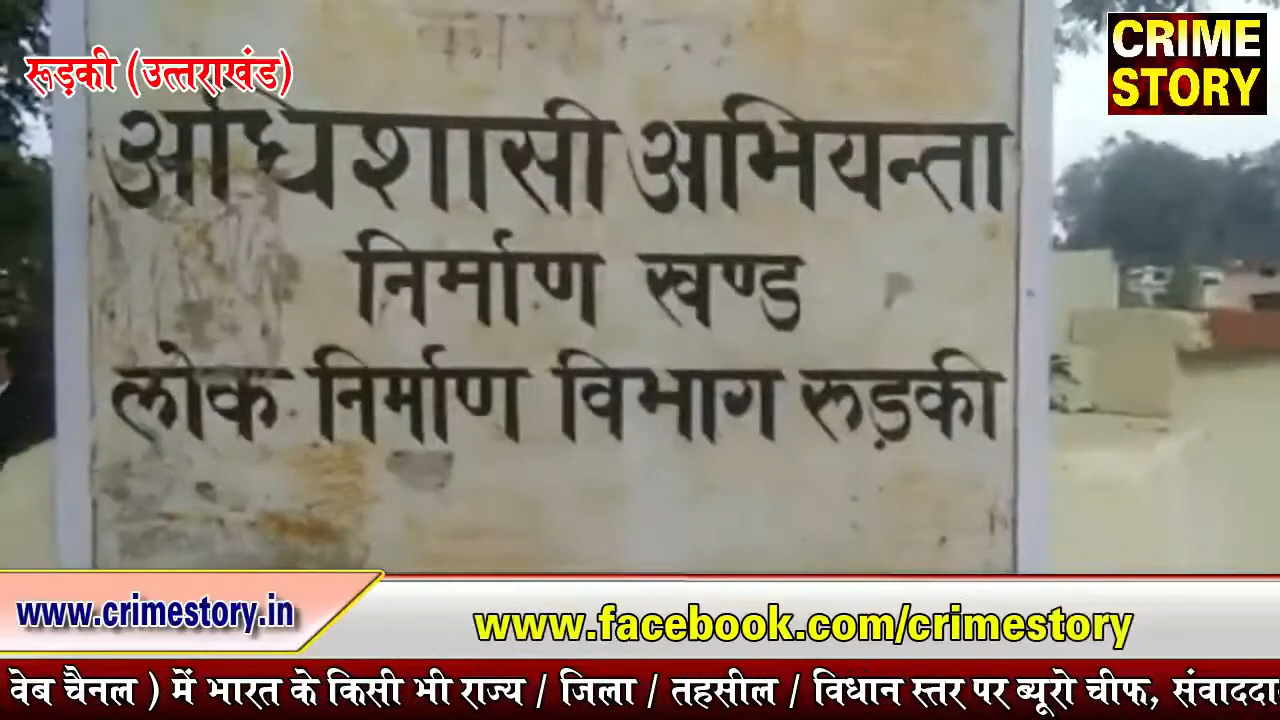 रूड़की (उत्तराखंड)
CRIME
STORY
अधिशासी अभियन्ता
निर्माण खण्ड
लोक निर्माण विभाग रूड़की
www.crimestory.in
www.facebook.com/crimestory
वेब चैनल ) में भारत के किसी भी राज्य / जिला / तहसील / विधान स्तर पर ब्यूरो चीफ, संवाददा